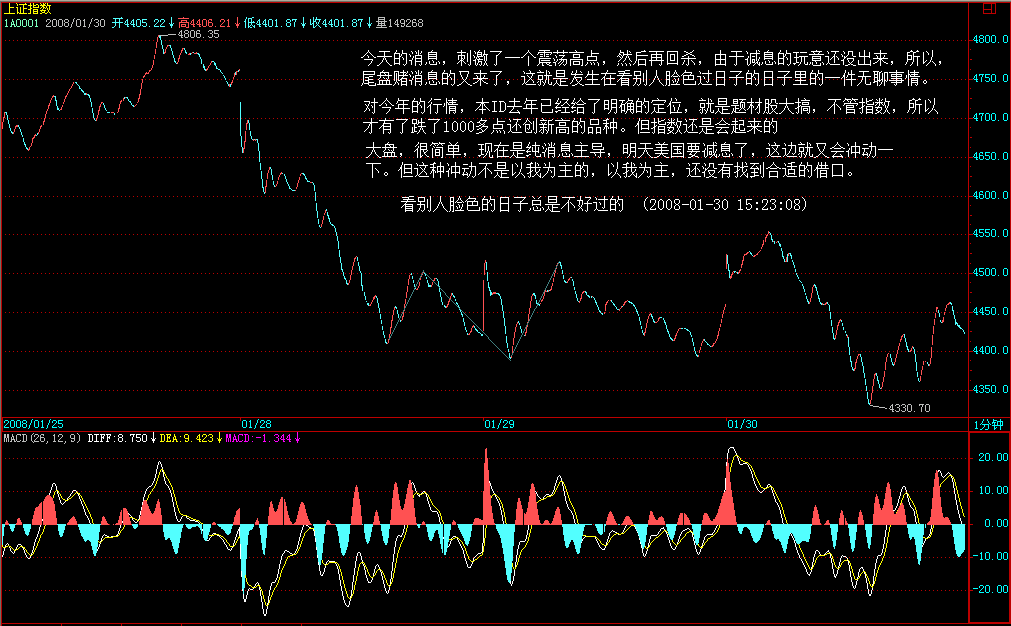 上证指数
1A0001 2008/01/30 开4405.22↓高4406.21↓低4401.87↓收4401.87↓量149268
4806.35
4800.0
今天的消息，刺激了一个震荡高点，然后再回杀，由于减息的玩意还没出来，所以，
尾盘赌消息的又来了，这就是发生在看别人脸色过日子的日子里的一件无聊事情。
4750.0
对今年的行情，本ID去年已经给了明确的定位，就是题材股大搞，不管指数，所以
才有了跌了1000多点还创新高的品种。但指数还是会起来的
4700.0
大盘，很简单，现在是纯消息主导，明天美国要减息了，这边就又会冲动一
下。但这种冲动不是以我为主的，以我为主，还没有找到合适的借口。
4650.0
4600.0
看别人脸色的日子总是不好过的 （2008-01-30 15:23:08）
4550.0
4500.0
4450.0
4400.0
4350.0
4330.70
2008/01/25 01/28 01/29 01/30 1分钟
MACD(26,12,9) DIFF:8.750↓DEA:9.423↓MACD:-1.344↓
20.00
10.00
0.00
-10.00
-20.00